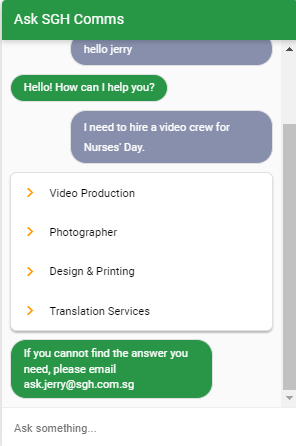 Ask SGH Comms
hello jerry
Hello! How can I help you?
I need to hire a video crew for
Nurses' Day.
Video Production
Photographer
Design & Printing
Translation Services
If you cannot find the answer you
need, please email
ask.jerry@sgh.com.sg
Ask something...